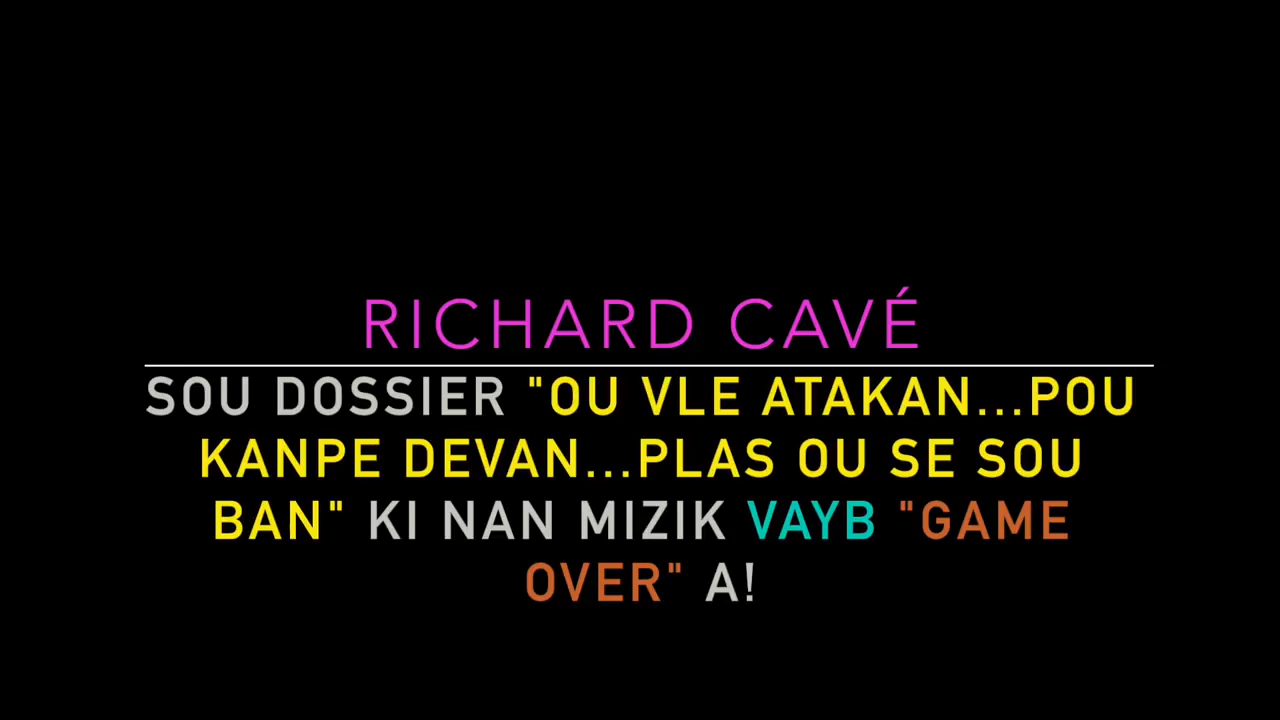 RICHARD CAVÉ
SOU DOSSIER "OU VLE ATAKAN...POU
KANPE DEVAN...PLAS OU SE SOU
BAN" KI NAN MIZIK VAYB "GAME
OVER" A!